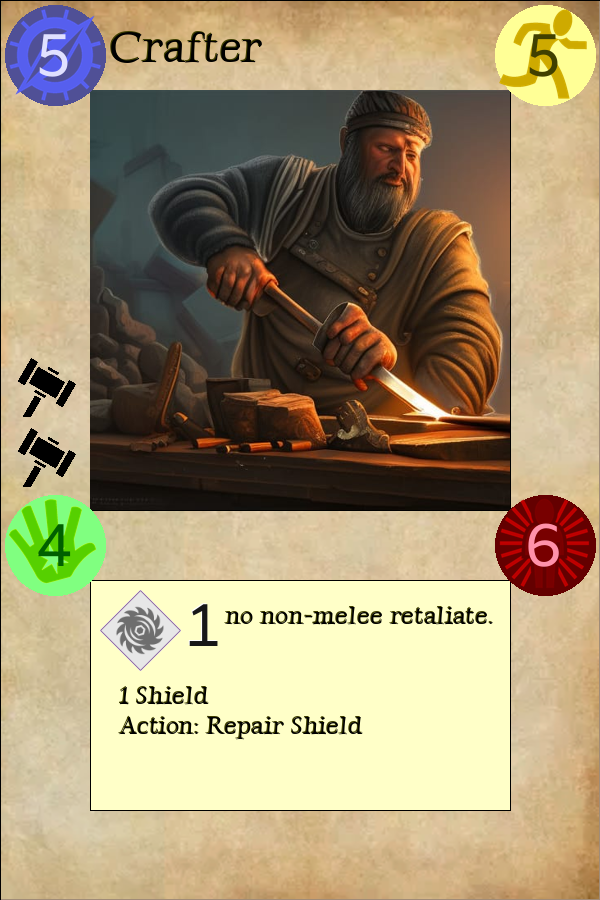 5 Crafter 5
4 6
1 no non-melee retaliate.
1 Shield
Action: Repair Shield